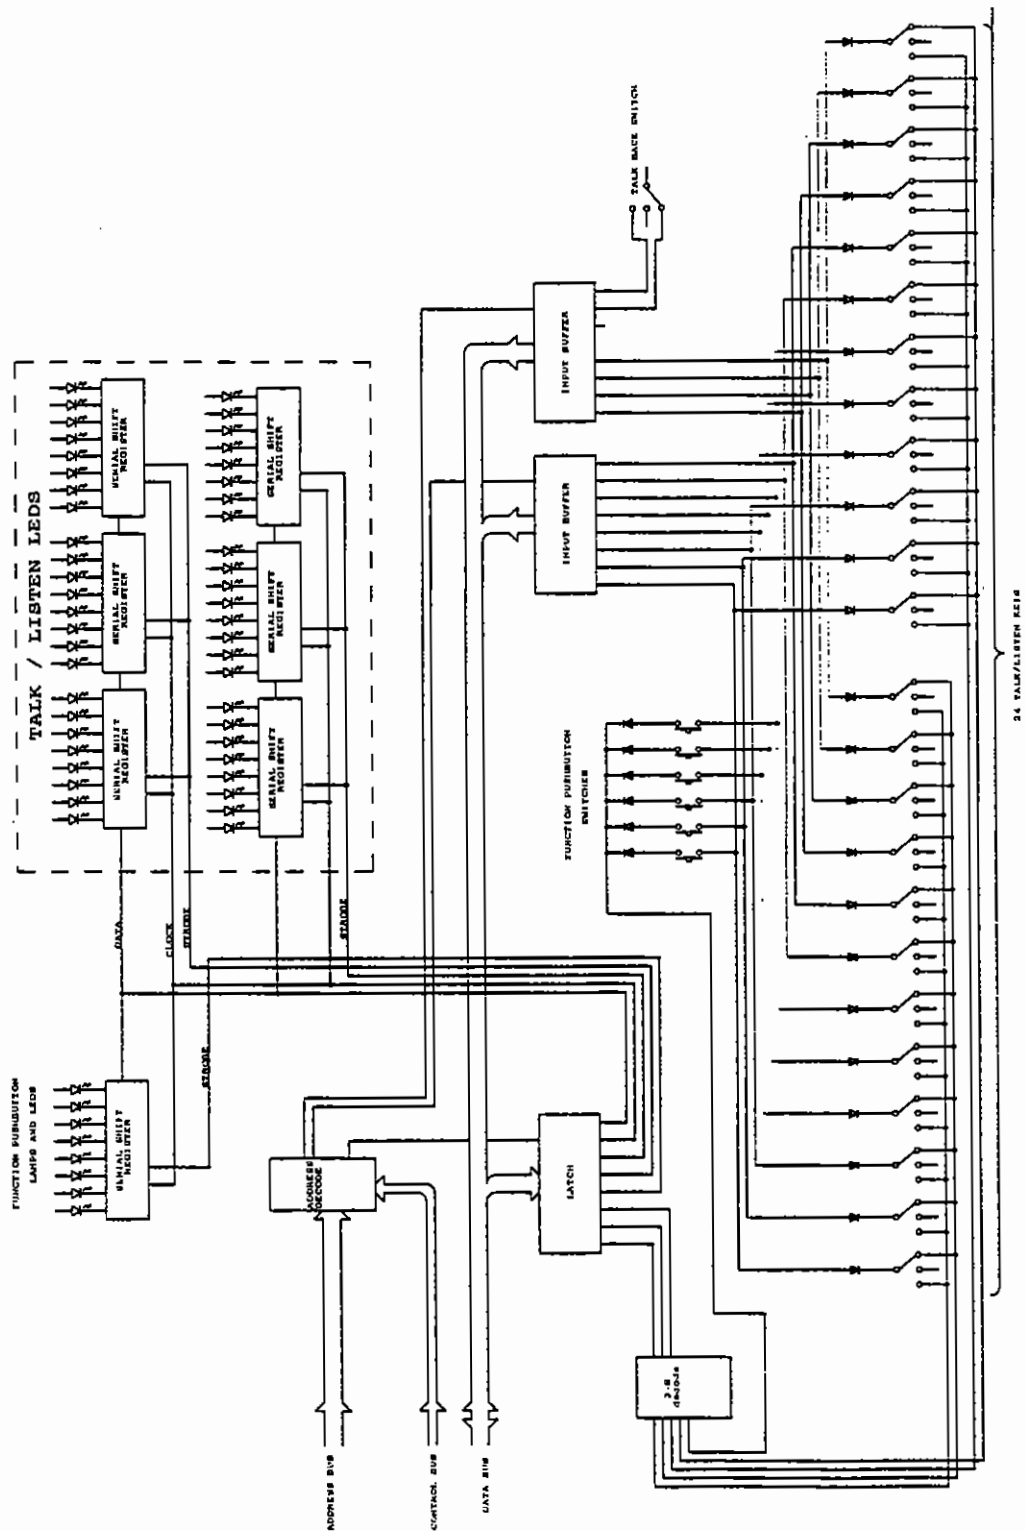 FUNCTION PUSHBUTTON
LAMPS AND LEDS
SERIAL SHIFT
REGISTER
TALK / LISTEN LEDS
SERIAL SHIFT
REGISTER
SERIAL SHIFT
REGISTER
SERIAL SHIFT
REGISTER
SERIAL SHIFT
REGISTER
SERIAL SHIFT
REGISTER
SERIAL SHIFT
REGISTER
DATA
CLOCK
STROBE
STROBE
STROBE
ADDRESS
DECODE
ADDRESS BUS
CONTROL BUS
DATA BUS
LATCH
INPUT BUFFER
INPUT BUFFER
TALK BACK SWITCH
FUNCTION PUSHBUTTON
SWITCHES
3-8
decode
24 TALK/LISTEN KEYS